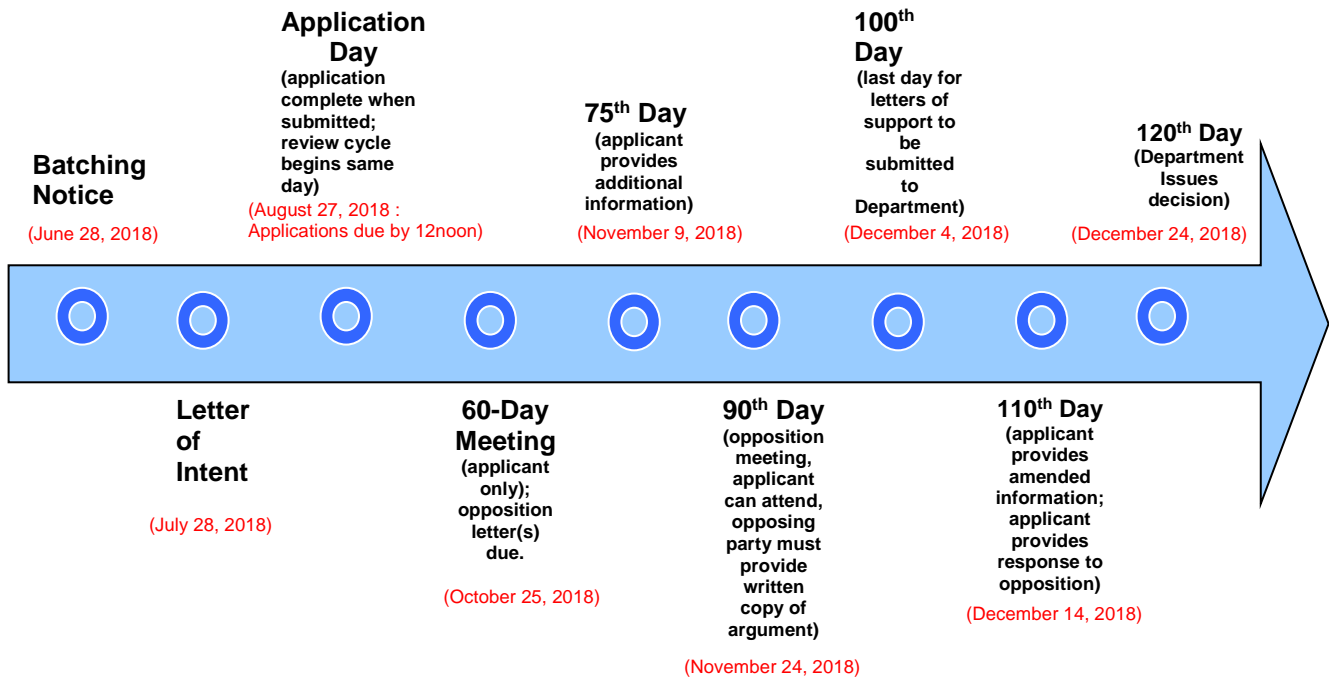 Batching
Notice
(June 28, 2018)
Letter
of
Intent
(July 28, 2018)
Application
Day
(application
complete when
submitted;
review cycle
begins same
day)
(August 27, 2018 :
Applications due by 12noon)
60-Day
Meeting
(applicant
only);
opposition
letter(s)
due.
(October 25, 2018)
75th Day
(applicant
provides
additional
information)
(November 9, 2018)
90th Day
(opposition
meeting,
applicant
can attend,
opposing
party must
provide
written
copy of
argument)
(November 24, 2018)
100th
Day
(last day for
letters of
support to
be
submitted
to
Department)
(December 4, 2018)
110th Day
(applicant
provides
amended
information;
applicant
provides
response to
opposition)
(December 14, 2018)
120th Day
(Department
Issues
decision)
(December 24, 2018)